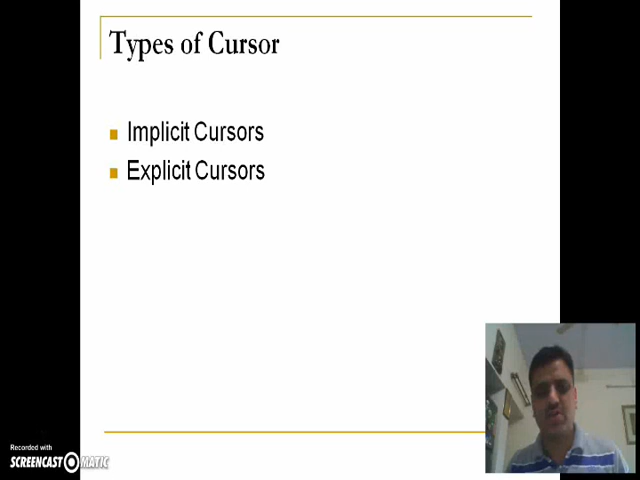 Types of Cursor
Implicit Cursors
Explicit Cursors
Recorded with
SCREENCAST MATIC